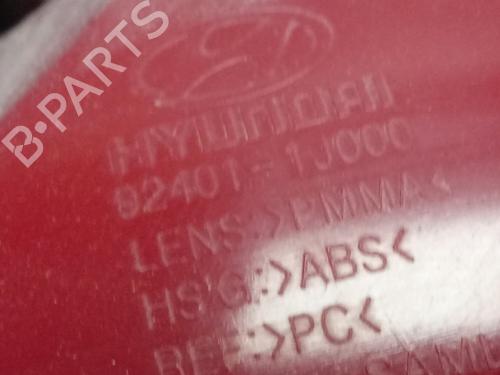 B-PARTS
HYUNDAI
92401-1J000
LENS:>PMMA<
HSG:>ABS<
REF:>PC<